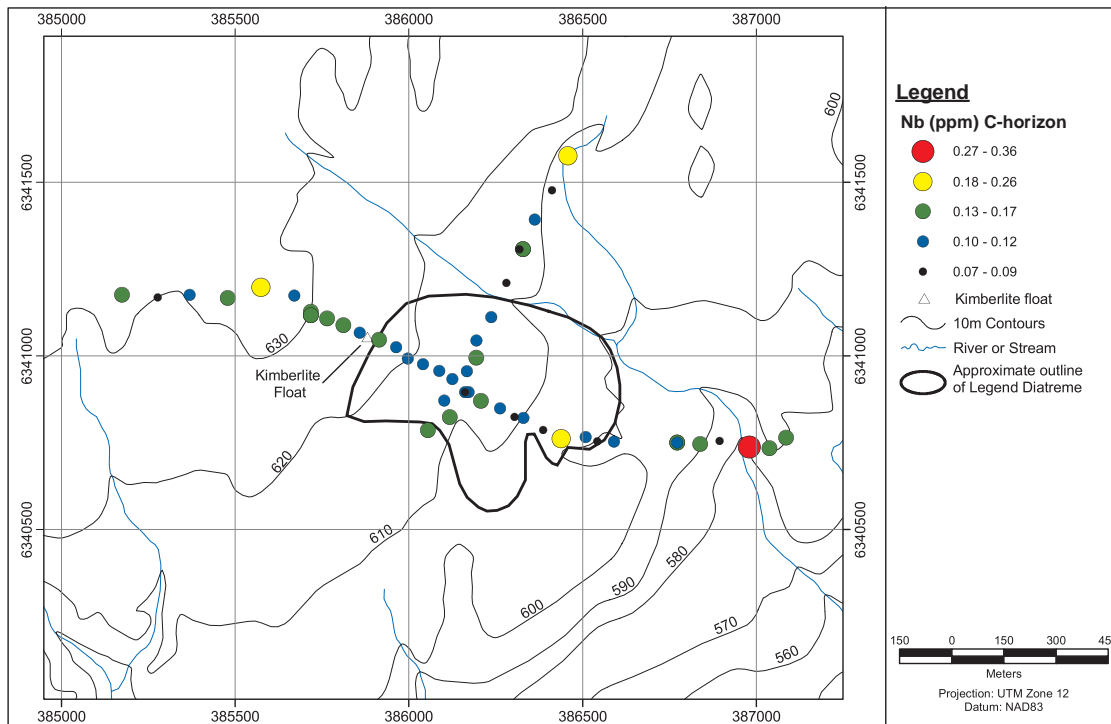 385000 385500 386000 386500 387000
6341500
6341000
6340500
6341500
6341000
6340500
600
630
Kimberlite
Float
620
610
600
590
580
570
560
385000 385500 386000 386500 387000
Legend
Nb (ppm) C-horizon
0.27 - 0.36
0.18 - 0.26
0.13 - 0.17
0.10 - 0.12
0.07 - 0.09
Kimberlite float
10m Contours
River or Stream
Approximate outline
of Legend Diatreme
150 0 150 300 45
Meters
Projection: UTM Zone 12
Datum: NAD83